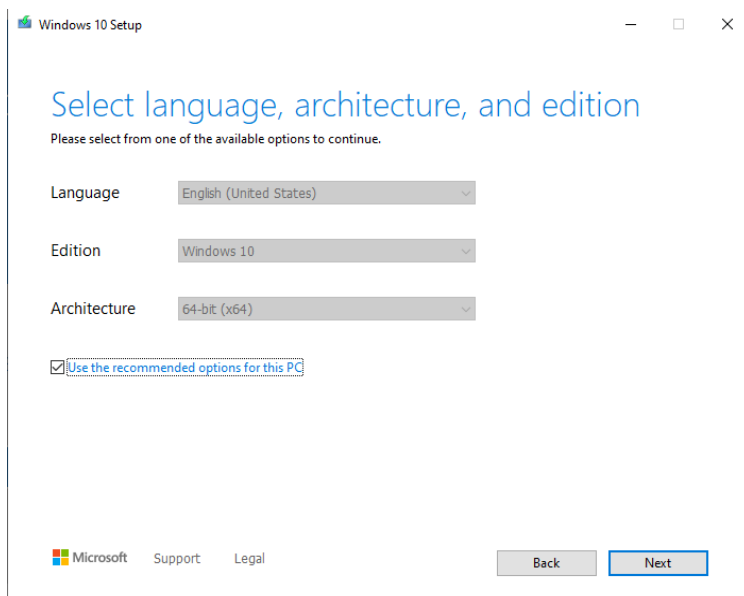 Windows 10 Setup
Select language, architecture, and edition
Please select from one of the available options to continue.
Language English (United States)
Edition Windows 10
Architecture 64-bit (x64)
Use the recommended options for this PC
Microsoft Support Legal Back Next